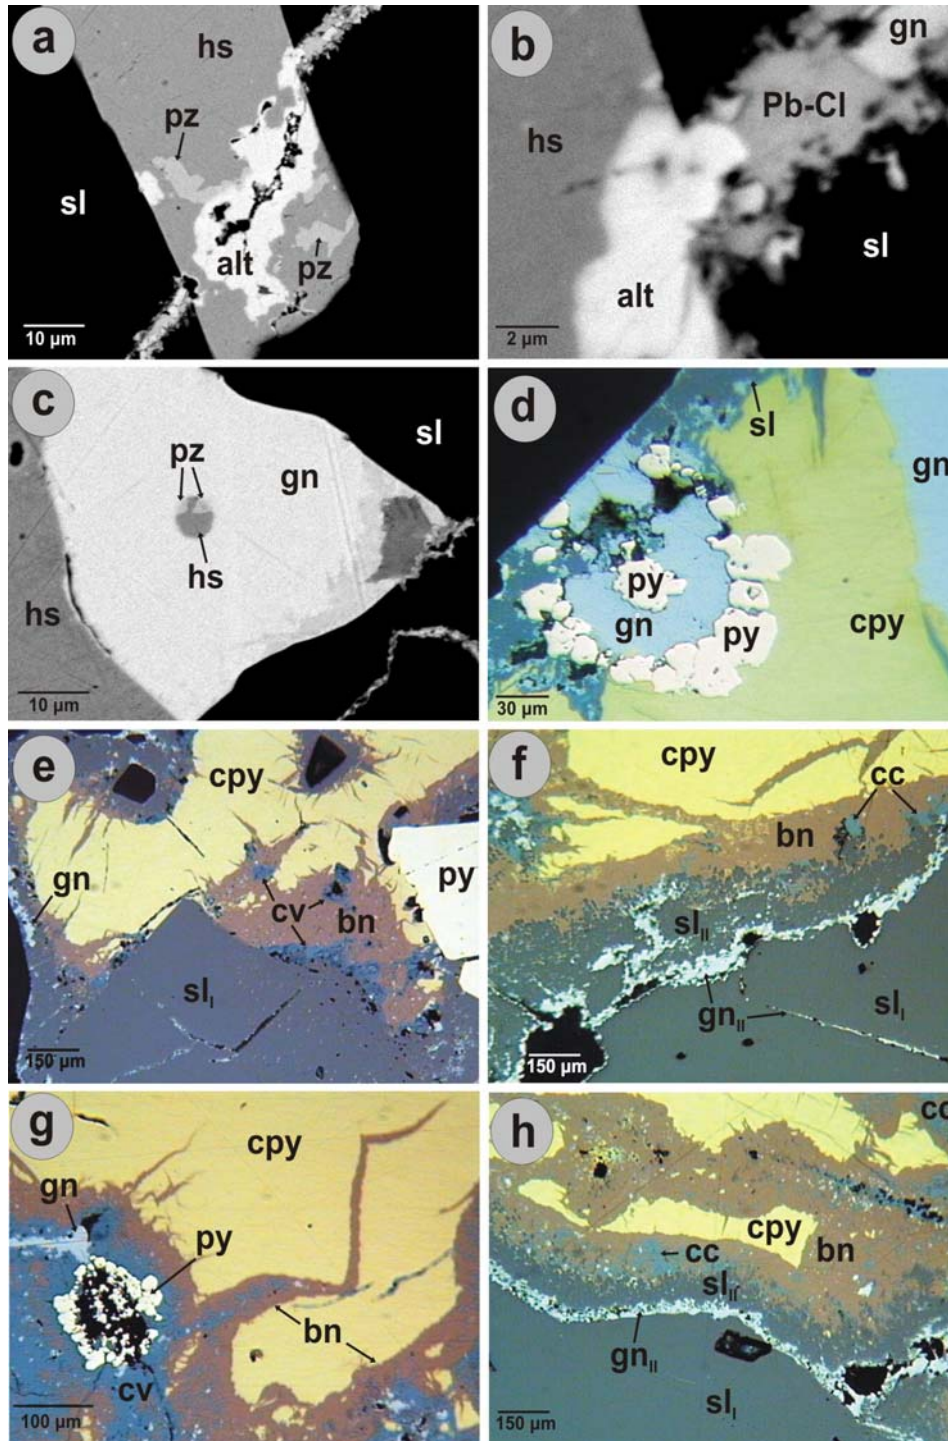 a
hs
pz
sl
pz
alt
10 µm
b
gn
Pb-Cl
hs
sl
alt
2 µm
c
sl
pz
gn
hs
hs
10 µm
d
sl
gn
py
gn
py
cpy
30 µm
e
cpy
gn
py
cv
bn
slI
150 µm
f
cpy
cc
bn
slII
slI
gnII
150 µm
g
cpy
gn
py
bn
cv
100 µm
h
cc
cpy
bn
cc
slII
gnII
slI
150 µm